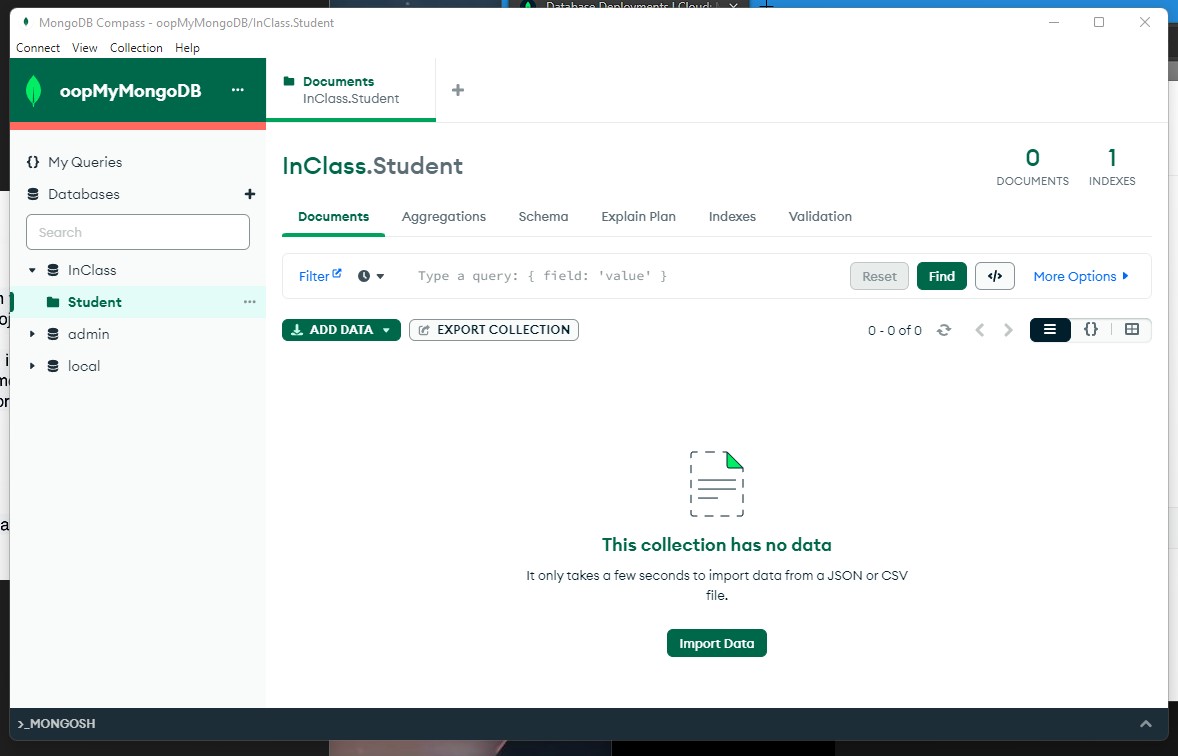 Database Deployments | Cloud:
MongoDB Compass - oopMyMongoDB/InClass.Student
Connect View Collection Help
oopMyMongoDB
Documents
InClass.Student
My Queries
Databases
Search
InClass
Student
admin
local
InClass.Student
0
DOCUMENTS
1
INDEXES
Documents Aggregations Schema Explain Plan Indexes Validation
Filter
Type a query: { field: 'value' }
Reset
Find
</>
More Options
ADD DATA
EXPORT COLLECTION
0 - 0 of 0
{}
This collection has no data
It only takes a few seconds to import data from a JSON or CSV
file.
Import Data
>_MONGOSH